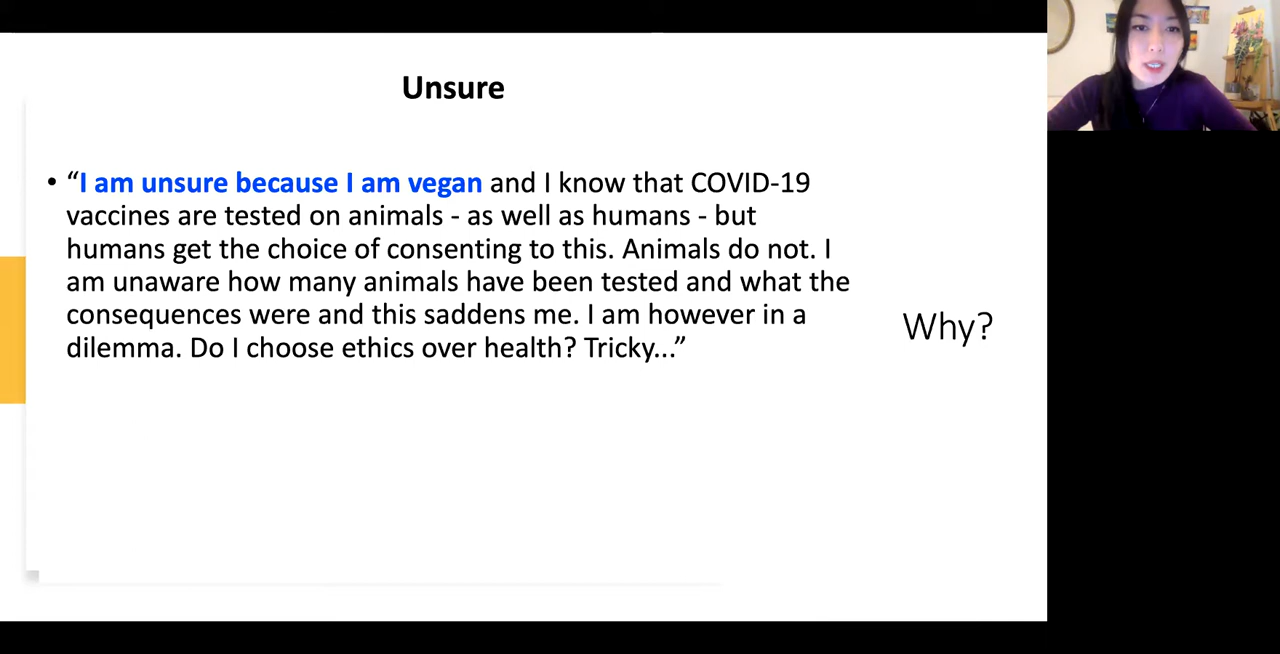 Unsure
• “I am unsure because I am vegan and I know that COVID-19
vaccines are tested on animals - as well as humans - but
humans get the choice of consenting to this. Animals do not. I
am unaware how many animals have been tested and what the
consequences were and this saddens me. I am however in a
dilemma. Do I choose ethics over health? Tricky...”
Why?